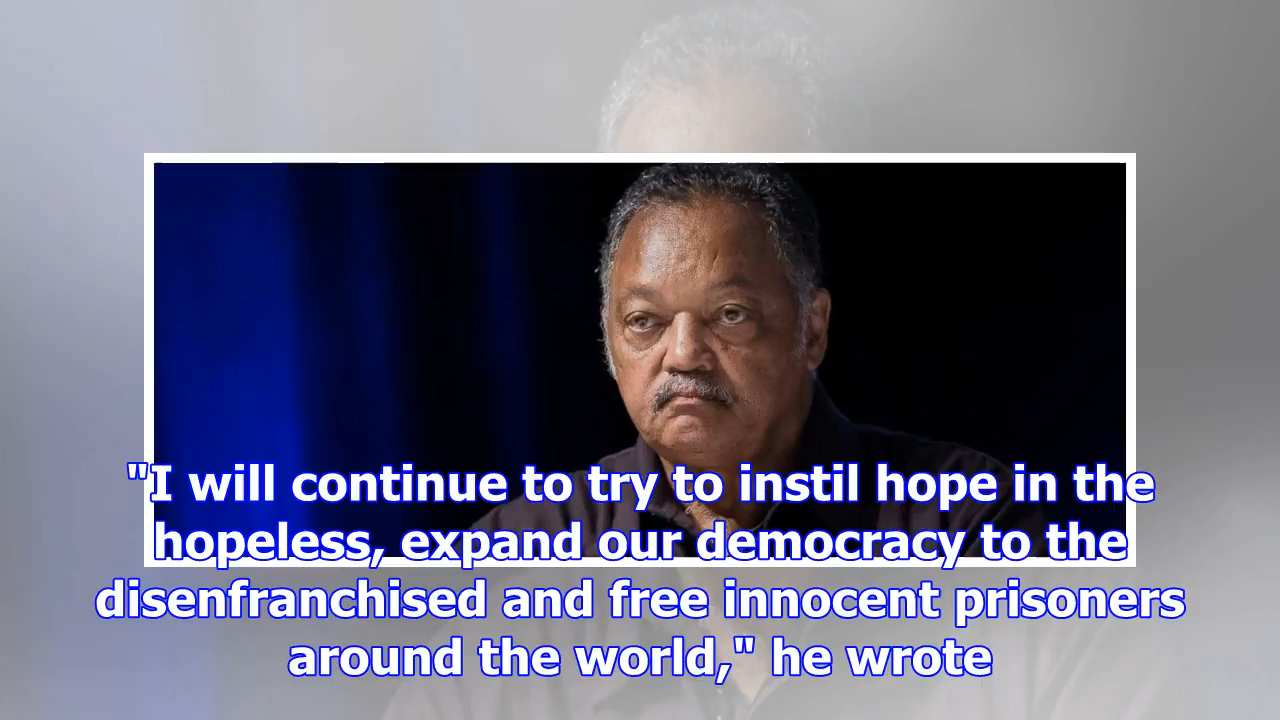 "I will continue to try to instil hope in the
hopeless, expand our democracy to the
disenfranchised and free innocent prisoners
around the world," he wrote